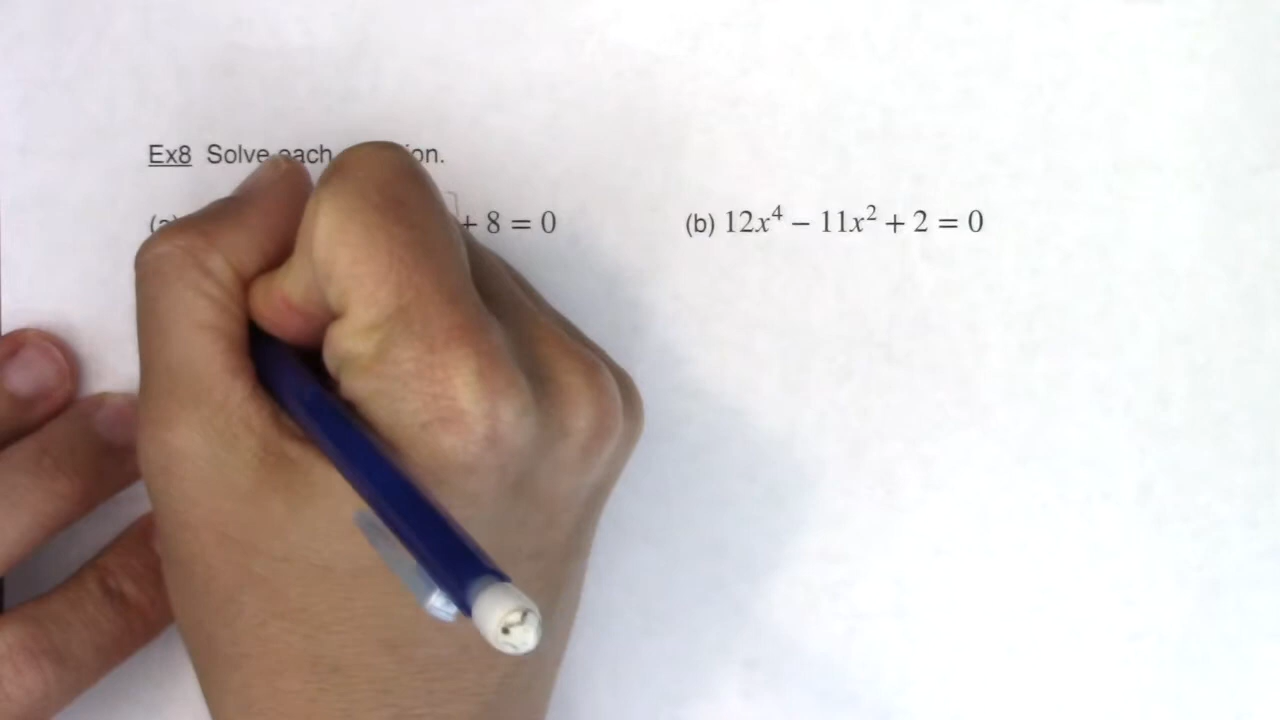 Ex8 Solve each
+ 8 = 0 (b) 12x⁴ − 11x² + 2 = 0